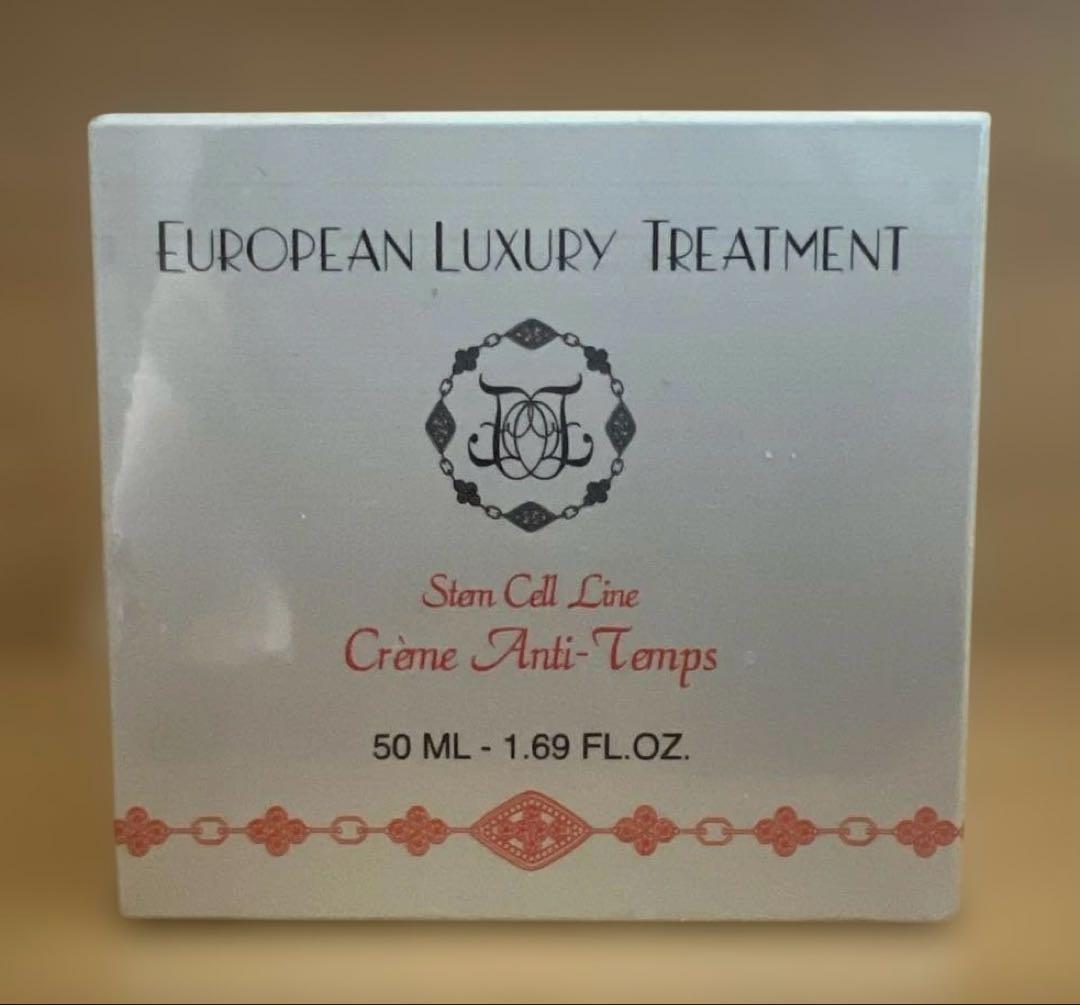 EUROPEAN LUXURY TREATMENT
Stem Cell Line
Crème Anti-Temps
50 ML - 1.69 FL.OZ.